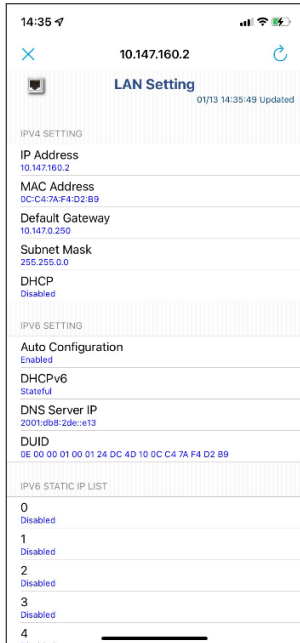 14:35
10.147.160.2
LAN Setting
01/13 14:35:49 Updated
IPV4 SETTING
IP Address
10.147.160.2
MAC Address
0C:C4:7A:F4:D2:B9
Default Gateway
10.147.0.250
Subnet Mask
255.255.0.0
DHCP
Disabled
IPV6 SETTING
Auto Configuration
Enabled
DHCPv6
Stateful
DNS Server IP
2001:db8:2de::e13
DUID
0E 00 00 01 00 01 24 DC 4D 10 0C C4 7A F4 D2 B9
IPV6 STATIC IP LIST
0
Disabled
1
Disabled
2
Disabled
3
Disabled
4